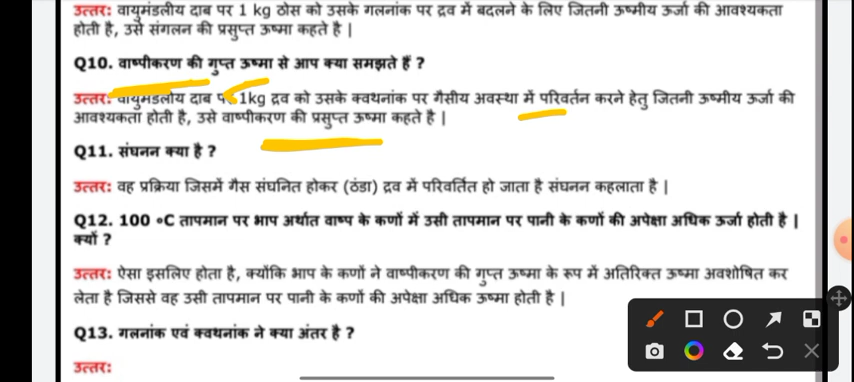 उत्तर: वायुमंडलीय दाब पर 1 kg ठोस को उसके गलनांक पर द्रव में बदलने के लिए जितनी ऊष्मीय ऊर्जा की आवश्यकता
होती है, उसे संगलन की प्रसुप्त ऊष्मा कहते है |
Q10. वाष्पीकरण की गुप्त ऊष्मा से आप क्या समझते हैं ?
उत्तर: वायुमंडलीय दाब पर 1kg द्रव को उसके क्वथनांक पर गैसीय अवस्था में परिवर्तन करने हेतु जितनी ऊष्मीय ऊर्जा की
आवश्यकता होती है, उसे वाष्पीकरण की प्रसुप्त ऊष्मा कहते है |
Q11. संघनन क्या है ?
उत्तर: वह प्रक्रिया जिसमें गैस संघनित होकर (ठंडा) द्रव में परिवर्तित हो जाता है संघनन कहलाता है |
Q12. 100 °C तापमान पर भाप अर्थात वाष्प के कणों में उसी तापमान पर पानी के कणों की अपेक्षा अधिक ऊर्जा होती है |
क्यों ?
उत्तर: ऐसा इसलिए होता है, क्योंकि भाप के कणों ने वाष्पीकरण की गुप्त ऊष्मा के रूप में अतिरिक्त ऊष्मा अवशोषित कर
लेता है जिससे वह उसी तापमान पर पानी के कणों की अपेक्षा अधिक ऊष्मा होती है |
Q13. गलनांक एवं क्वथनांक ने क्या अंतर है ?
उत्तर: